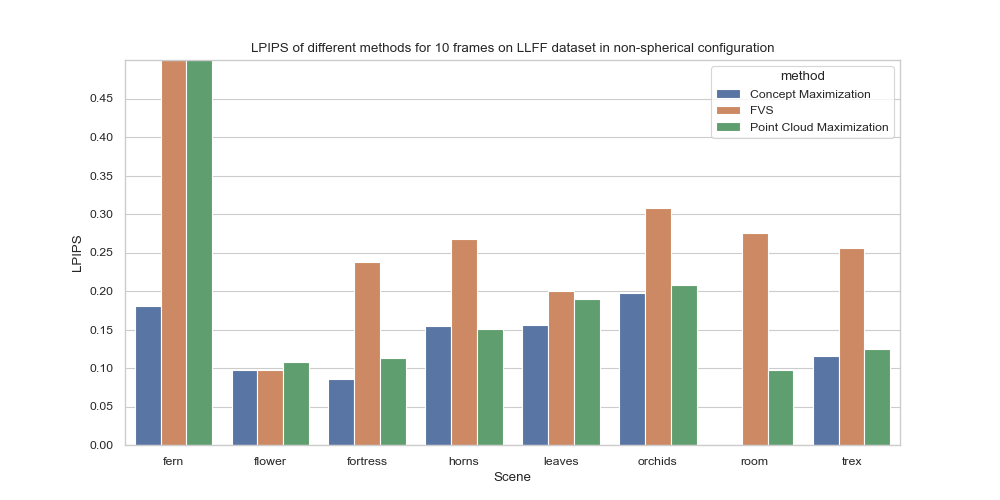 LPIPS of different methods for 10 frames on LLFF dataset in non-spherical configuration
method
Concept Maximization
FVS
Point Cloud Maximization
LPIPS
0.45
0.40
0.35
0.30
0.25
0.20
0.15
0.10
0.05
0.00
fern flower fortress horns leaves orchids room trex
Scene